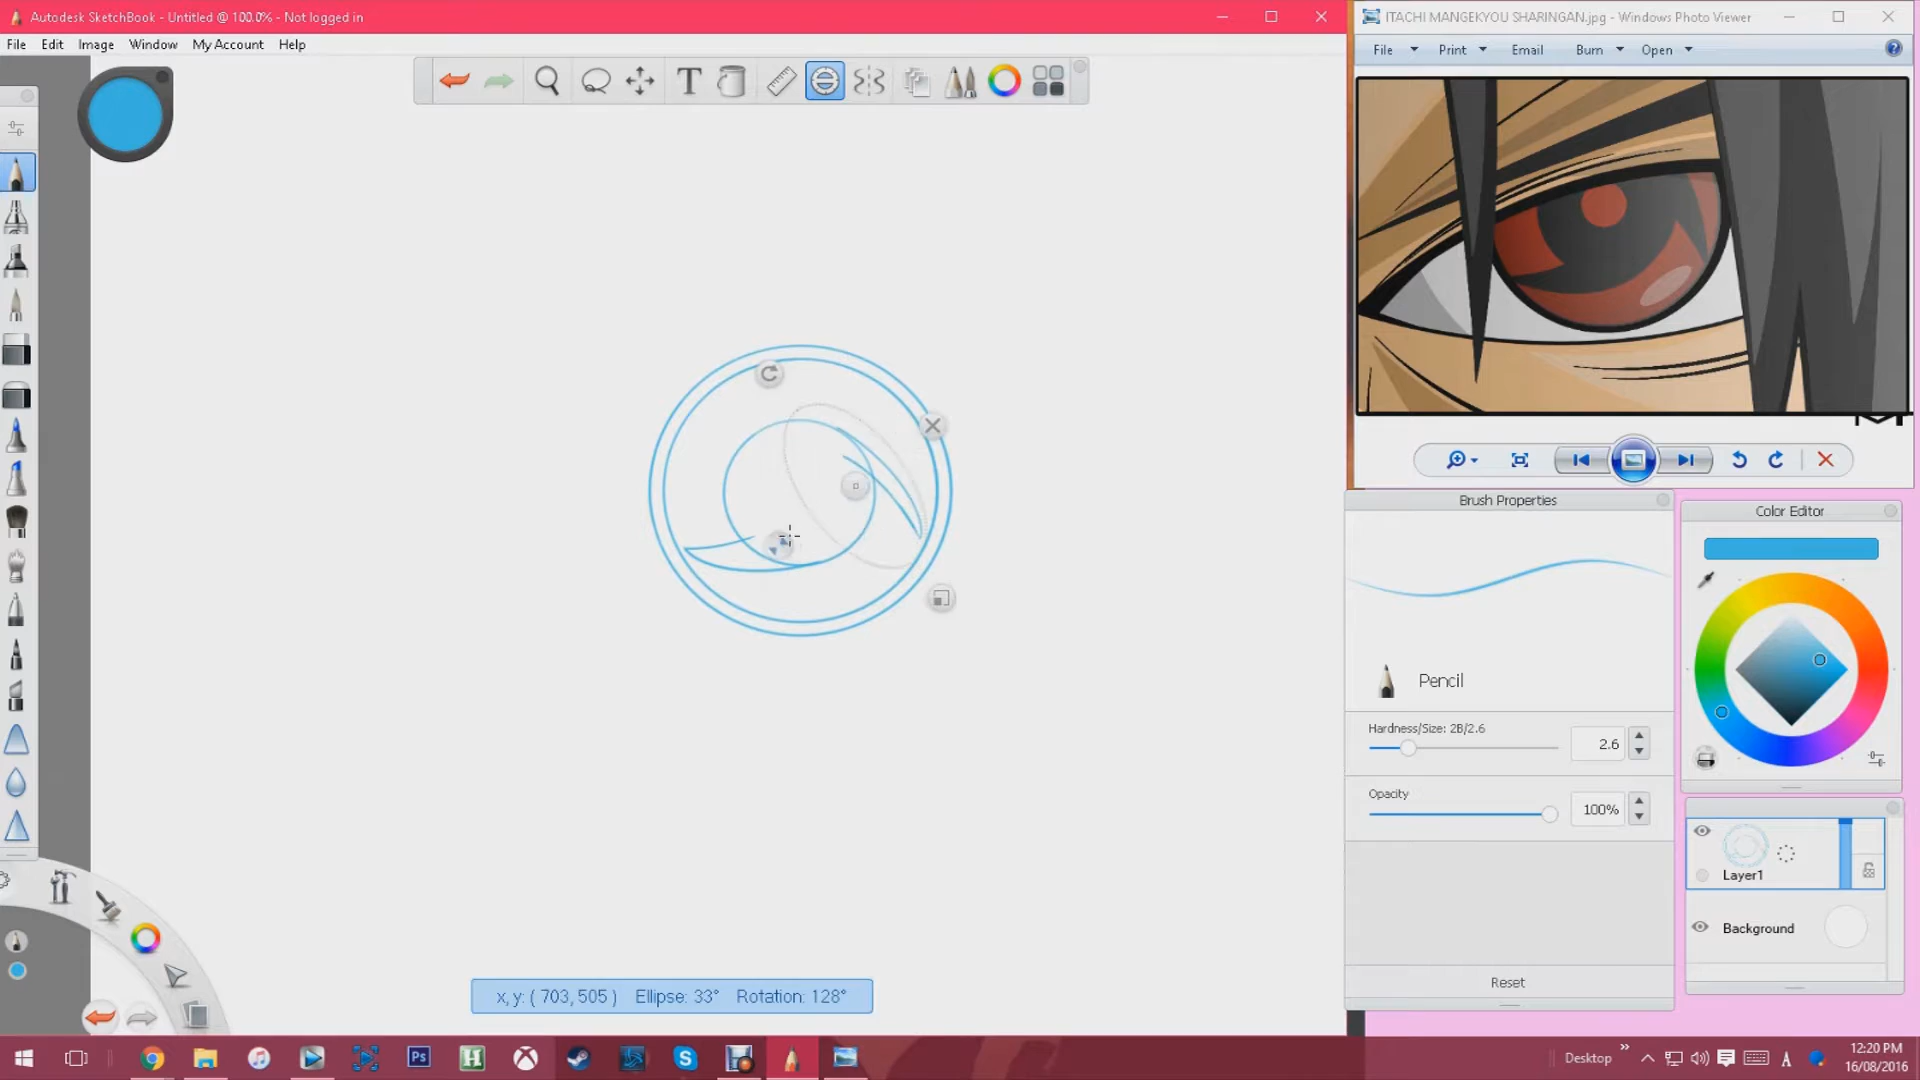 Autodesk SketchBook - Untitled @ 100.0% - Not logged in
File Edit Image Window My Account Help
T
ITACHI MANGEKYOU SHARINGAN.jpg - Windows Photo Viewer
File Print Email Burn Open
Brush Properties
Pencil
Hardness/Size: 2B/2.6
2.6
Opacity
100%
Reset
Color Editor
Layer1
Background
x, y: ( 703, 505 ) Ellipse: 33° Rotation: 128°
Ps
H
Desktop
12:20 PM
16/08/2016